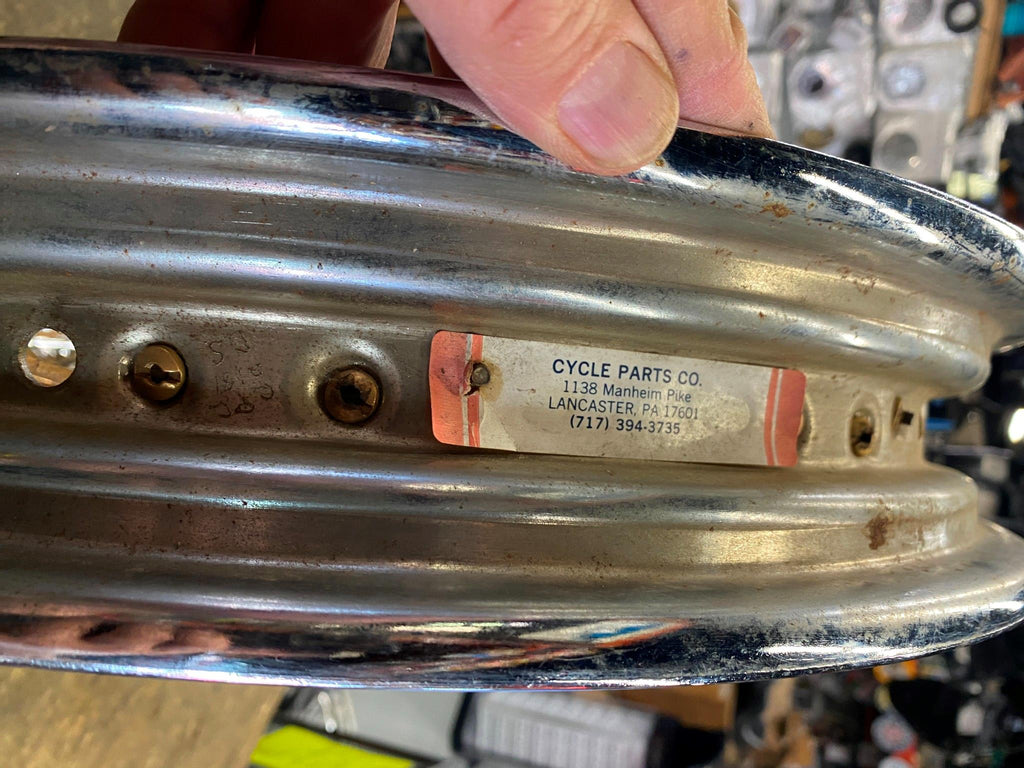 CYCLE PARTS CO.
1138 Manheim Pike
LANCASTER, PA 17601
(717) 394-3735